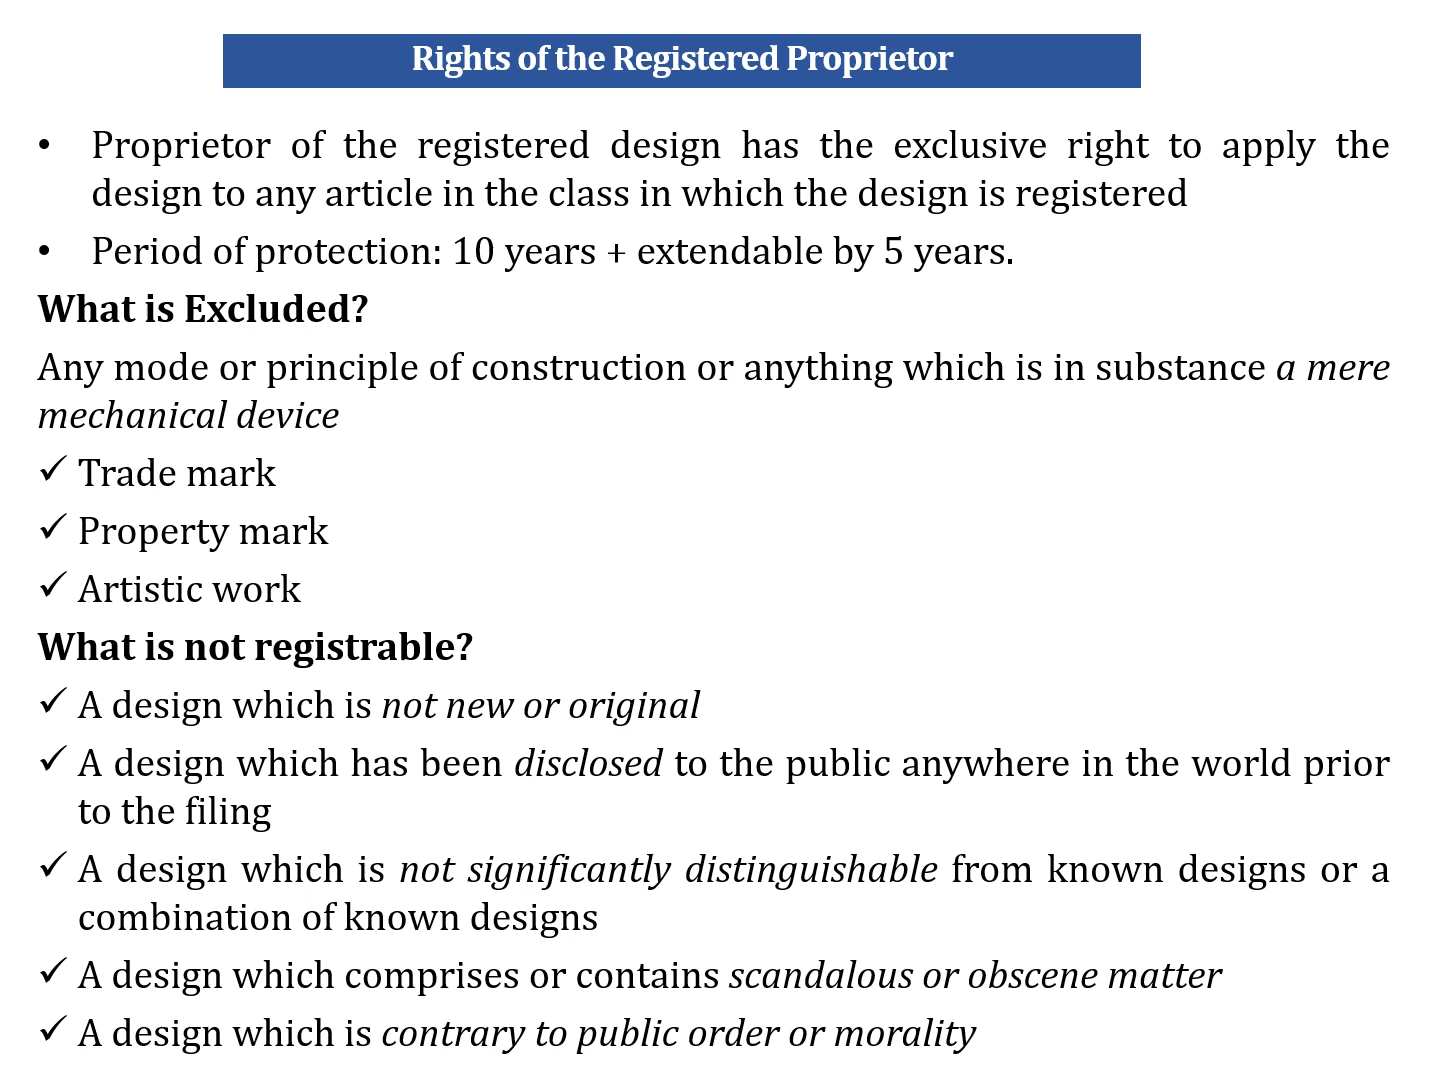 Rights of the Registered Proprietor
• Proprietor of the registered design has the exclusive right to apply the
design to any article in the class in which the design is registered
• Period of protection: 10 years + extendable by 5 years.
What is Excluded?
Any mode or principle of construction or anything which is in substance a mere
mechanical device
✓ Trade mark
✓ Property mark
✓ Artistic work
What is not registrable?
✓ A design which is not new or original
✓ A design which has been disclosed to the public anywhere in the world prior
to the filing
✓ A design which is not significantly distinguishable from known designs or a
combination of known designs
✓ A design which comprises or contains scandalous or obscene matter
✓ A design which is contrary to public order or morality